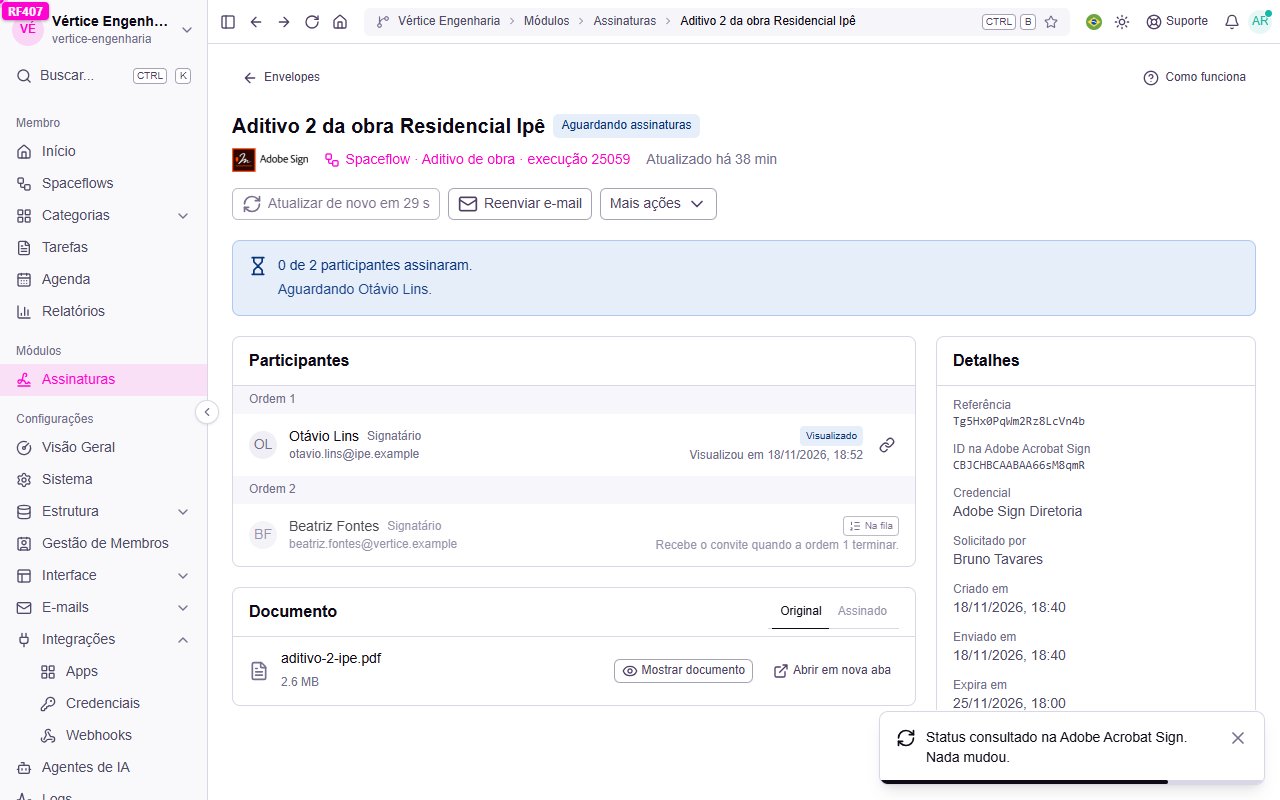 RF407
VÉ
Vértice Engenh...
vertice-engenharia
Buscar...
CTRL
K
Membro
Início
Spaceflows
Categorias
Tarefas
Agenda
Relatórios
Módulos
Assinaturas
Configurações
Visão Geral
Sistema
Estrutura
Gestão de Membros
Interface
E-mails
Integrações
Apps
Credenciais
Webhooks
Agentes de IA
Logs
Vértice Engenharia
Módulos
Assinaturas
Aditivo 2 da obra Residencial Ipê
CTRL
B
Suporte
AR
Envelopes
Como funciona
Aditivo 2 da obra Residencial Ipê
Aguardando assinaturas
Adobe Sign
Spaceflow · Aditivo de obra · execução 25059
Atualizado há 38 min
Atualizar de novo em 29 s
Reenviar e-mail
Mais ações
0 de 2 participantes assinaram.
Aguardando Otávio Lins.
Participantes
Ordem 1
OL
Otávio Lins Signatário
otavio.lins@ipe.example
Visualizado
Visualizou em 18/11/2026, 18:52
Ordem 2
BF
Beatriz Fontes Signatário
beatriz.fontes@vertice.example
Na fila
Recebe o convite quando a ordem 1 terminar.
Documento
Original
Assinado
aditivo-2-ipe.pdf
2.6 MB
Mostrar documento
Abrir em nova aba
Detalhes
Referência
Tg5Hx0PqWm2Rz8LcVn4b
ID na Adobe Acrobat Sign
CBJCHBCAABAA66sM8qmR
Credencial
Adobe Sign Diretoria
Solicitado por
Bruno Tavares
Criado em
18/11/2026, 18:40
Enviado em
18/11/2026, 18:40
Expira em
25/11/2026, 18:00
Status consultado na Adobe Acrobat Sign.
Nada mudou.